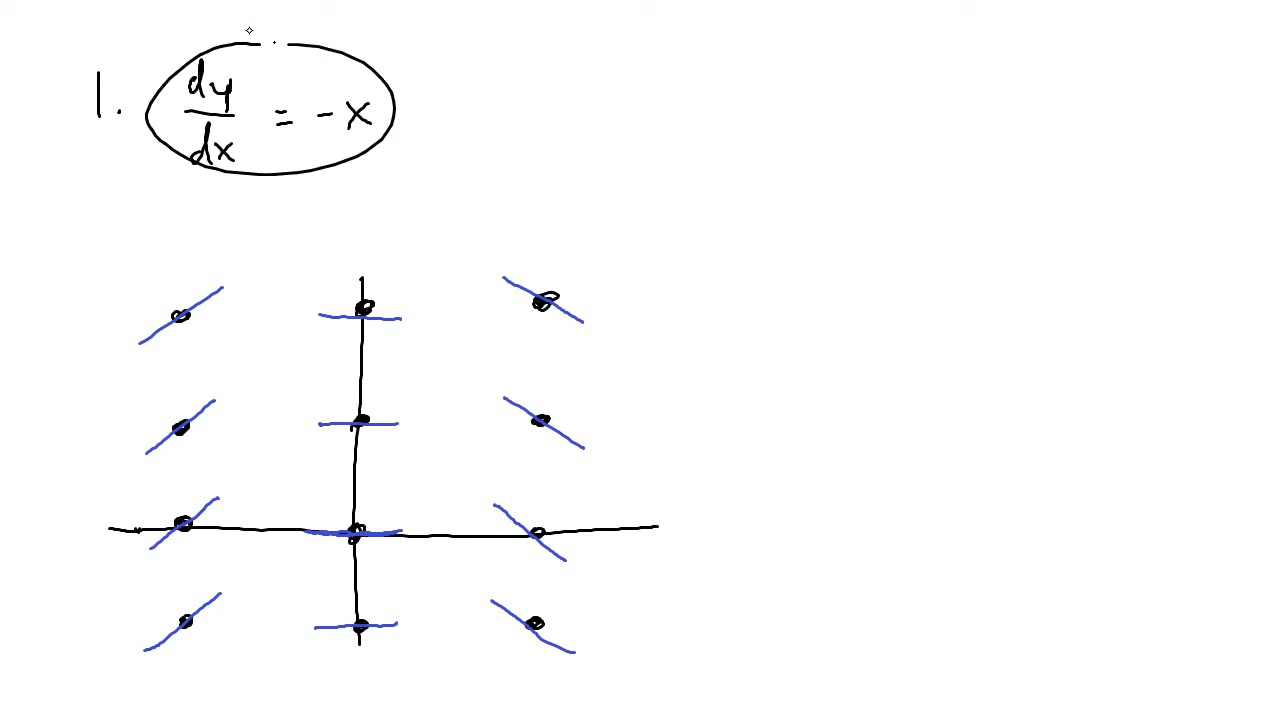 1. dy/dx = -x